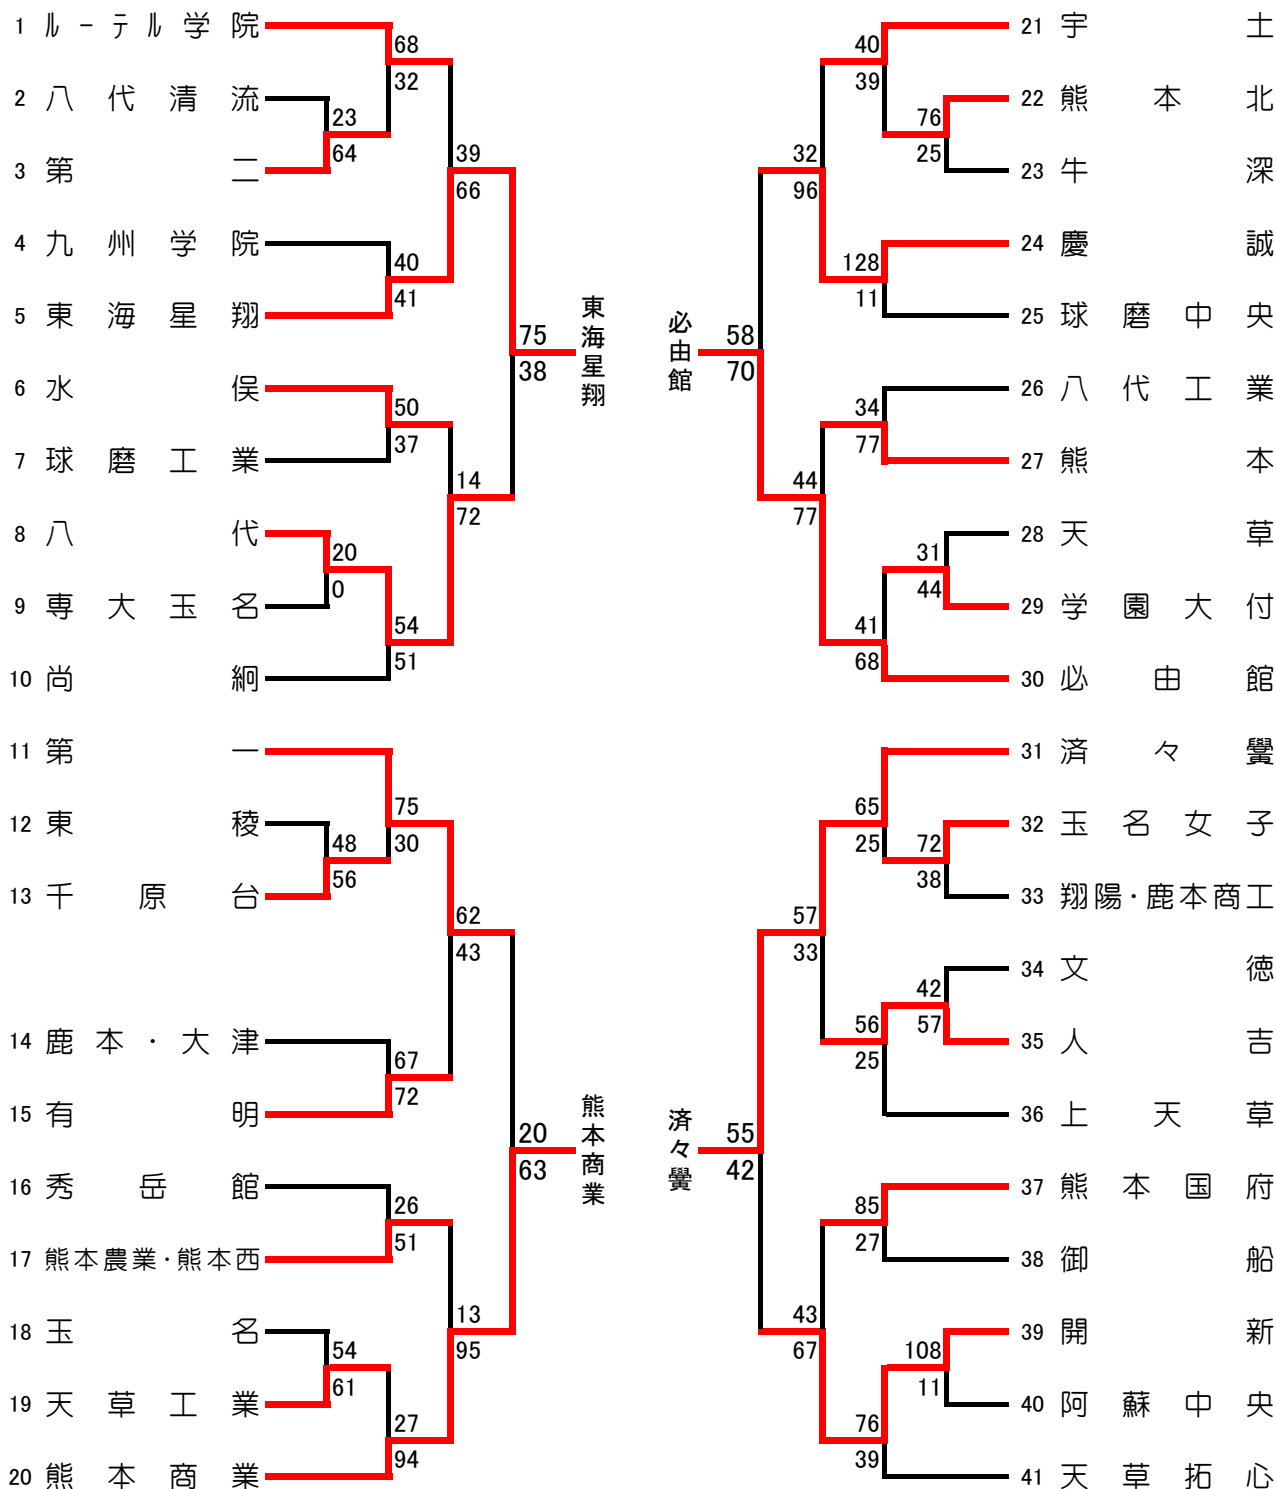 1 ルーテル学院
68
32
2 八代清流
23
64
3 第二
39
66
4 九州学院
40
41
5 東海星翔
75
38
東海星翔
6 水俣
50
37
7 球磨工業
14
72
8 八代
20
0
9 専大玉名
54
51
10 尚絅
11 第一
75
30
12 東稜
48
56
13 千原台
62
43
14 鹿本・大津
67
72
15 有明
20
63
熊本商業
16 秀岳館
26
51
17 熊本農業・熊本西
13
95
18 玉名
54
61
19 天草工業
27
94
20 熊本商業
21 宇土
40
39
22 熊本北
76
25
23 牛深
32
96
24 慶誠
128
11
25 球磨中央
必由館
58
70
26 八代工業
34
77
27 熊本
44
77
28 天草
31
44
29 学園大付
41
68
30 必由館
31 済々黌
65
25
32 玉名女子
72
38
33 翔陽・鹿本商工
57
33
34 文徳
42
57
35 人吉
56
25
36 上天草
済々黌
55
42
37 熊本国府
85
27
38 御船
43
67
39 開新
108
11
40 阿蘇中央
76
39
41 天草拓心